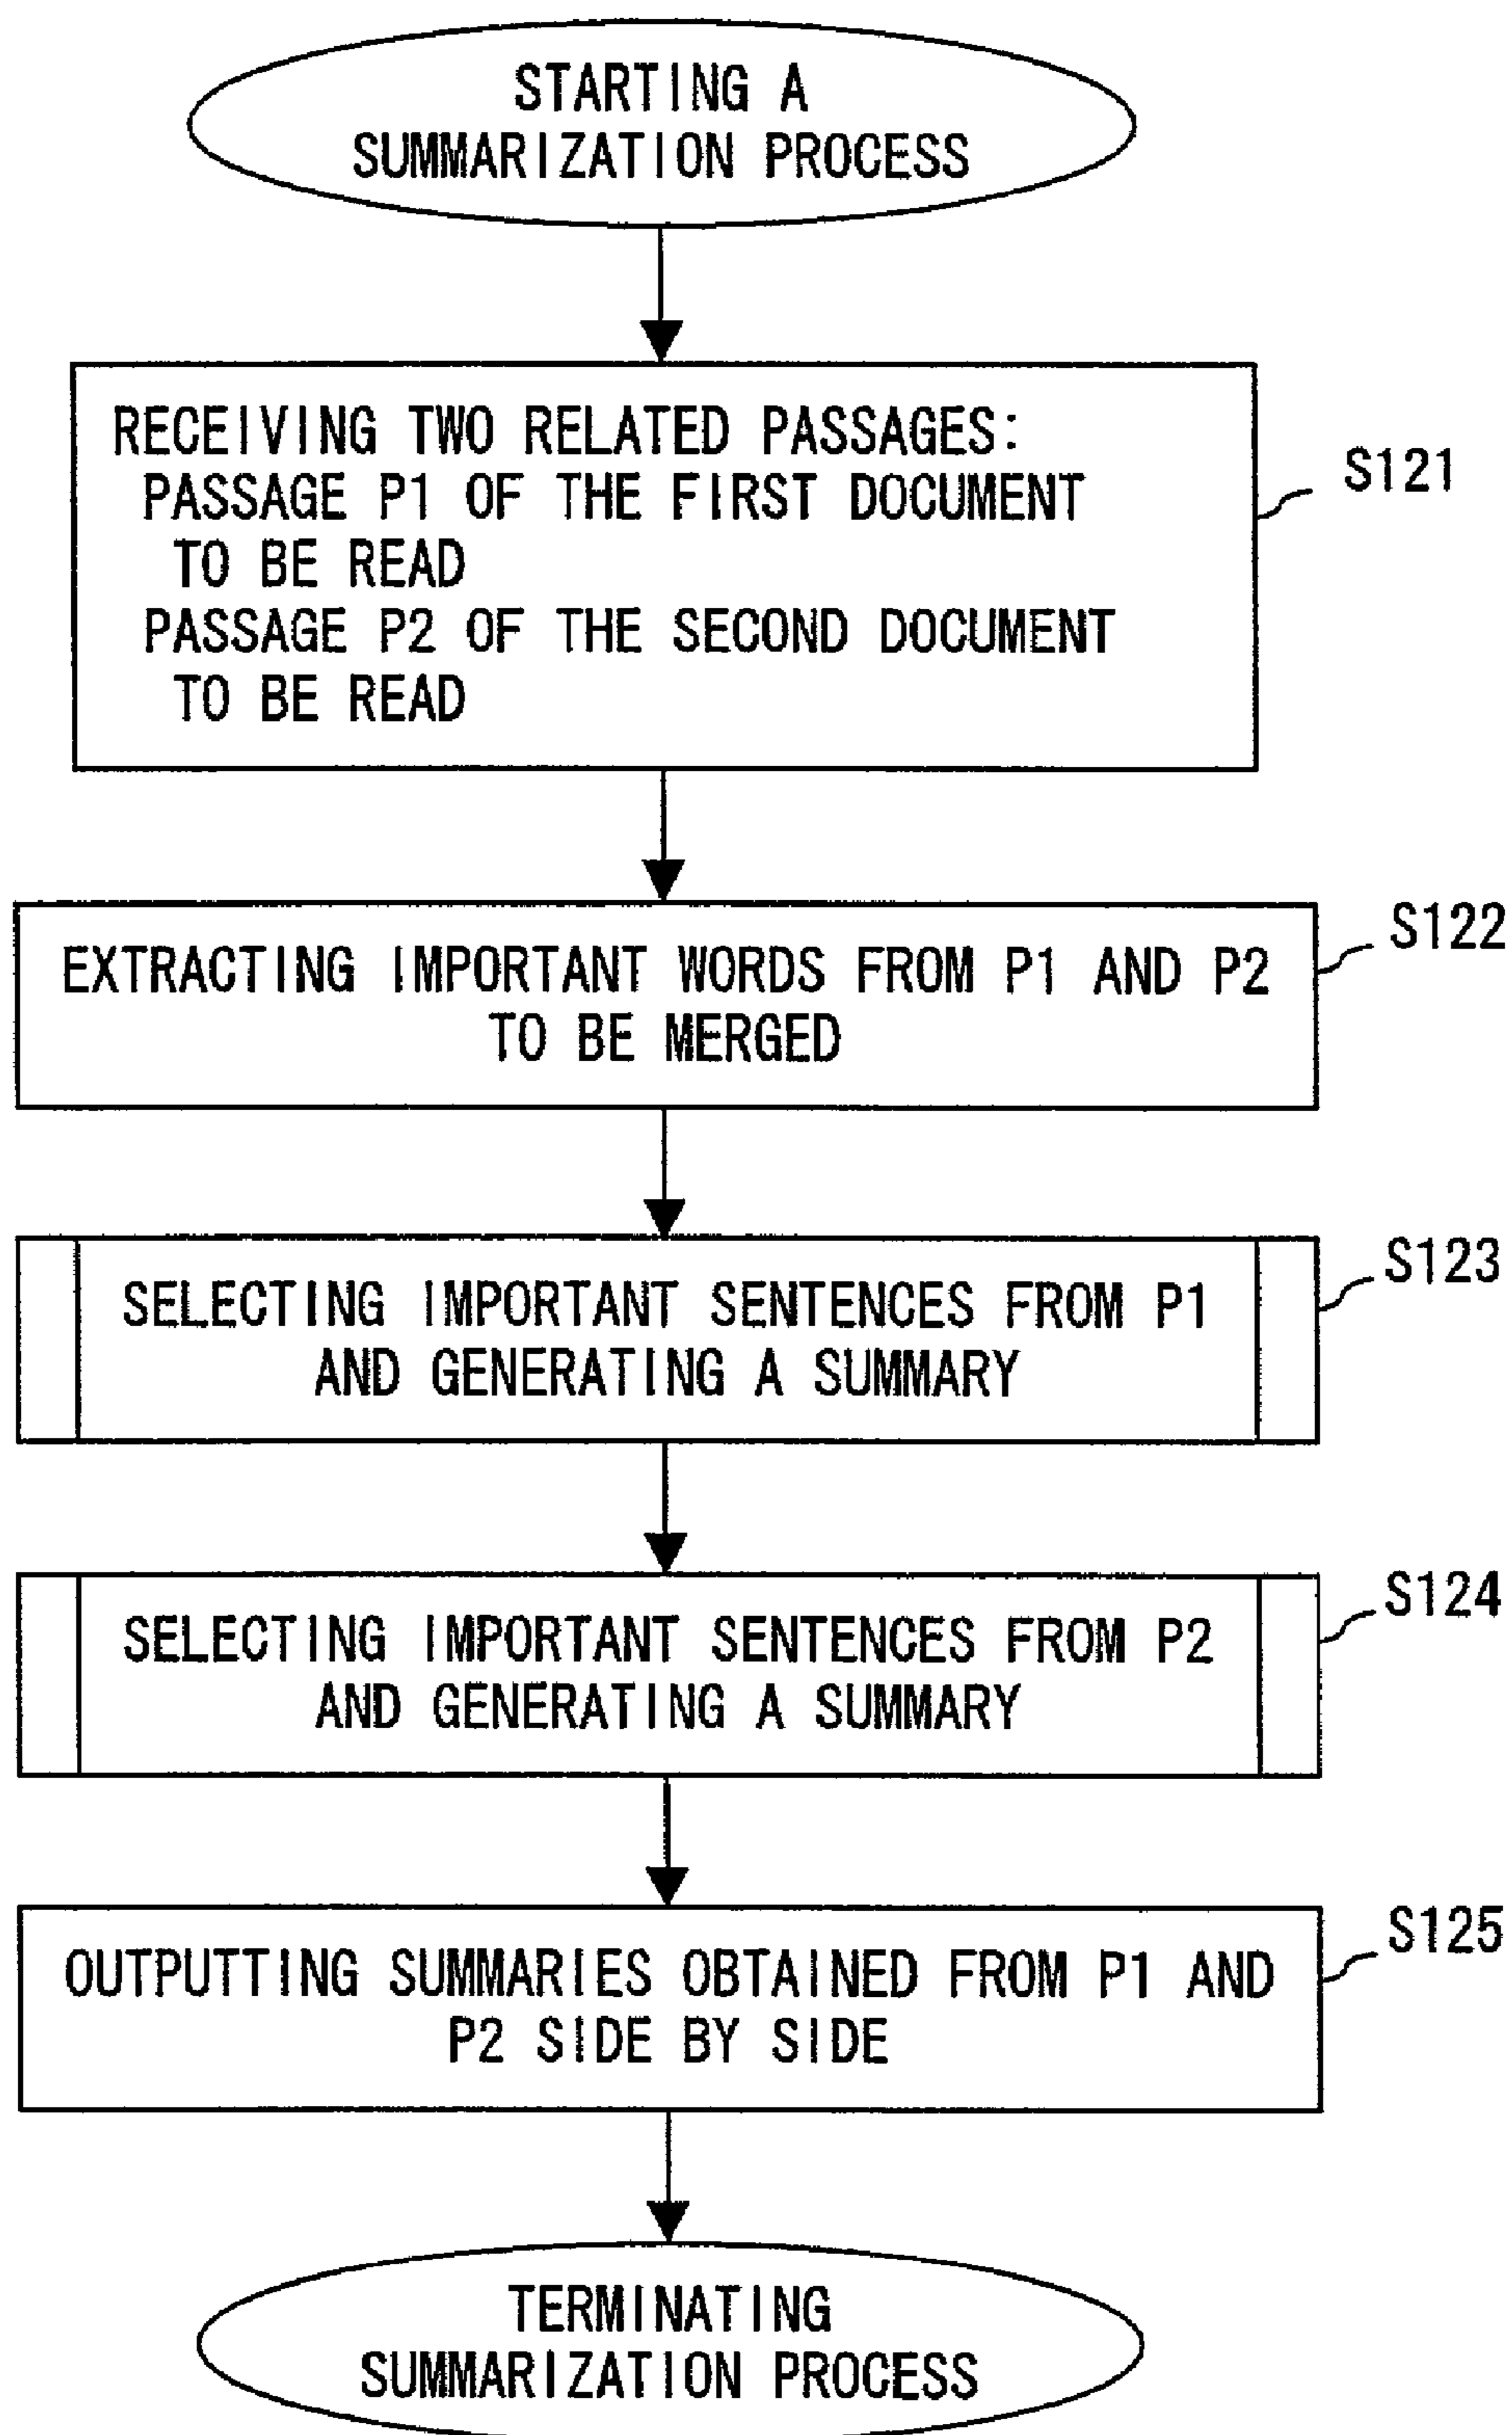 STARTING A
SUMMARIZATION PROCESS
RECEIVING TWO RELATED PASSAGES:
PASSAGE P1 OF THE FIRST DOCUMENT
TO BE READ
PASSAGE P2 OF THE SECOND DOCUMENT
TO BE READ
S121
EXTRACTING IMPORTANT WORDS FROM P1 AND P2
TO BE MERGED
S122
SELECTING IMPORTANT SENTENCES FROM P1
AND GENERATING A SUMMARY
S123
SELECTING IMPORTANT SENTENCES FROM P2
AND GENERATING A SUMMARY
S124
OUTPUTTING SUMMARIES OBTAINED FROM P1 AND
P2 SIDE BY SIDE
S125
TERMINATING
SUMMARIZATION PROCESS